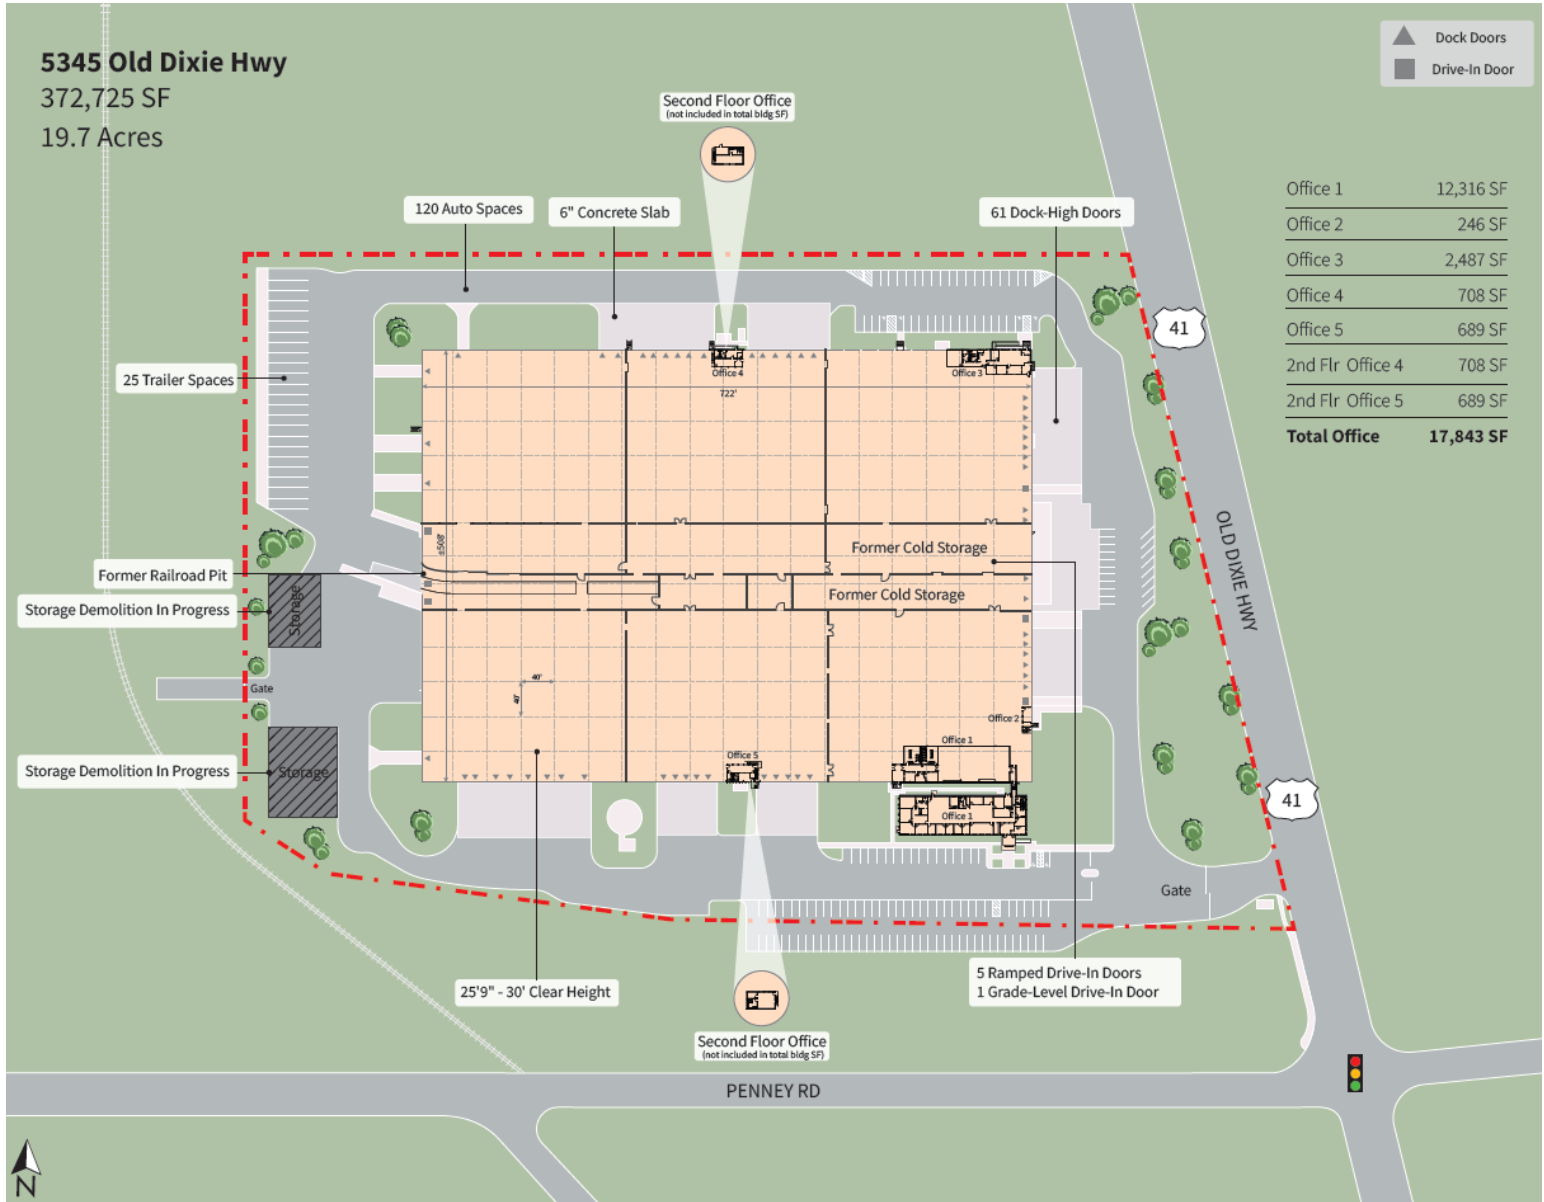 5345 Old Dixie Hwy
372,725 SF
19.7 Acres
Dock Doors
Drive-In Door
Second Floor Office
(not included in total bldg SF)
120 Auto Spaces
6" Concrete Slab
61 Dock-High Doors
Office 1 12,316 SF
Office 2 246 SF
Office 3 2,487 SF
Office 4 708 SF
Office 5 689 SF
2nd Flr Office 4 708 SF
2nd Flr Office 5 689 SF
Total Office 17,843 SF
41
25 Trailer Spaces
Office 4
Office 3
722'
±508'
Former Cold Storage
Former Cold Storage
OLD DIXIE HWY
Former Railroad Pit
Storage Demolition In Progress
Storage
Gate
40'
40'
Office 2
Office 1
Office 5
Storage Demolition In Progress
Storage
Office 1
41
Gate
25'9" - 30' Clear Height
5 Ramped Drive-In Doors
1 Grade-Level Drive-In Door
Second Floor Office
(not included in total bldg SF)
PENNEY RD
N